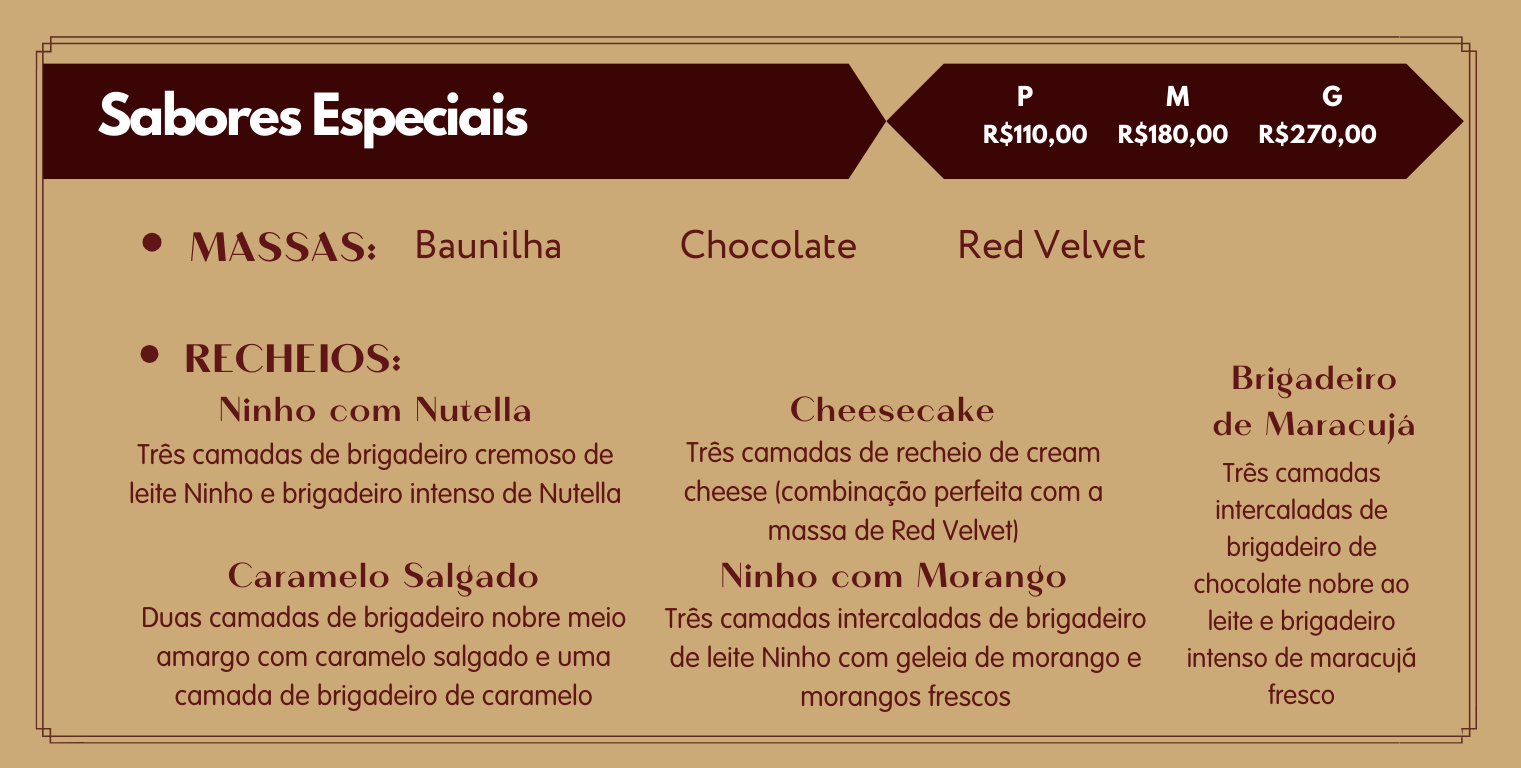 Sabores Especiais
P M G
R$110,00 R$180,00 R$270,00
• MASSAS: Baunilha Chocolate Red Velvet
• RECHEIOS:
Ninho com Nutella
Três camadas de brigadeiro cremoso de
leite Ninho e brigadeiro intenso de Nutella
Caramelo Salgado
Duas camadas de brigadeiro nobre meio
amargo com caramelo salgado e uma
camada de brigadeiro de caramelo
Cheesecake
Três camadas de recheio de cream
cheese (combinação perfeita com a
massa de Red Velvet)
Ninho com Morango
Três camadas intercaladas de brigadeiro
de leite Ninho com geleia de morango e
morangos frescos
Brigadeiro
de Maracujá
Três camadas
intercaladas de
brigadeiro de
chocolate nobre ao
leite e brigadeiro
intenso de maracujá
fresco